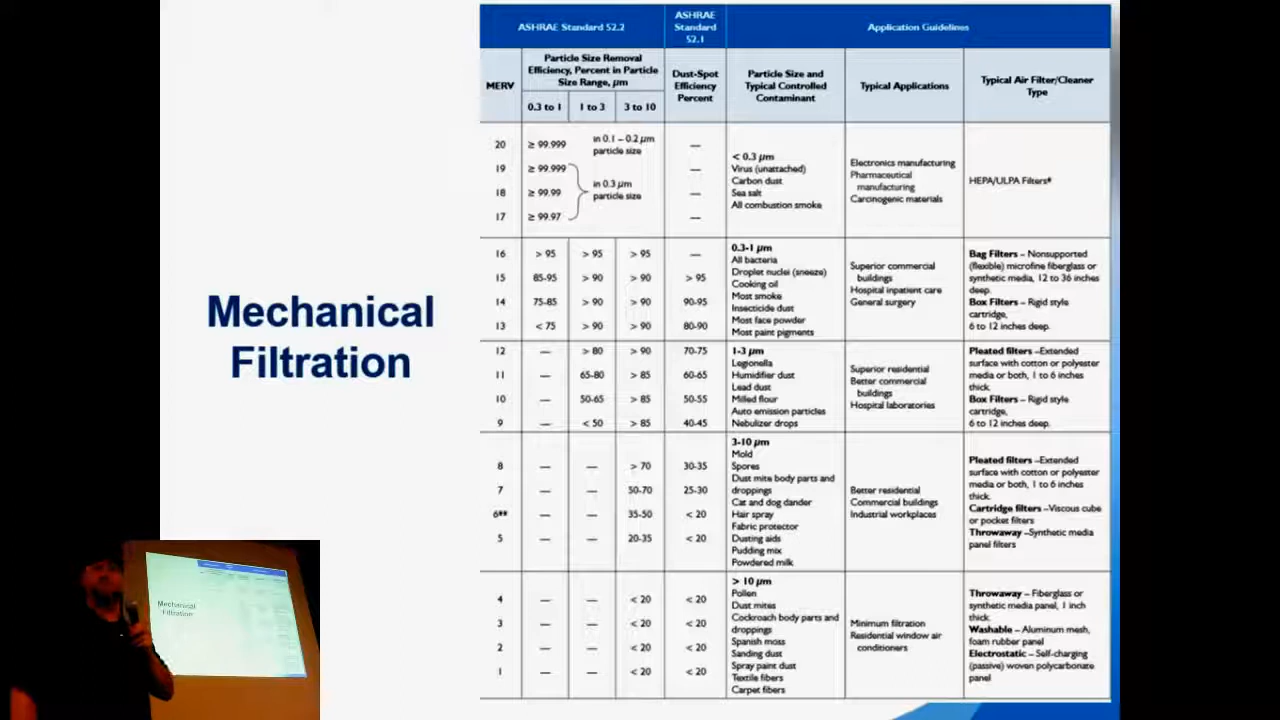 Mechanical
Filtration
ASHRAE Standard 52.2
ASHRAE
Standard
52.1
Application Guidelines
MERV
Particle Size Removal
Efficiency, Percent in Particle
Size Range, µm
0.3 to 1 1 to 3 3 to 10
Dust-Spot
Efficiency
Percent
Particle Size and
Typical Controlled
Contaminant
Typical Applications
Typical Air Filter/Cleaner
Type
20 ≥ 99.999 in 0.1 – 0.2 µm particle size —
19 ≥ 99.999 —
18 ≥ 99.99 in 0.3 µm particle size —
17 ≥ 99.97 —
< 0.3 µm
Virus (unattached)
Carbon dust
Sea salt
All combustion smoke
Electronics manufacturing
Pharmaceutical
manufacturing
Carcinogenic materials
HEPA/ULPA Filters*
16 > 95 > 95 > 95 —
15 85-95 > 90 > 90 > 95
14 75-85 > 90 > 90 90-95
13 < 75 > 90 > 90 80-90
0.3-1 µm
All bacteria
Droplet nuclei (sneeze)
Cooking oil
Most smoke
Insecticide dust
Most face powder
Most paint pigments
Superior commercial
buildings
Hospital inpatient care
General surgery
Bag Filters – Nonsupported
(flexible) microfine fiberglass or
synthetic media, 12 to 36 inches
deep.
Box Filters – Rigid style
cartridge,
6 to 12 inches deep.
12 — > 80 > 90 70-75
11 — 65-80 > 85 60-65
10 — 50-65 > 85 50-55
9 — < 50 > 85 40-45
1-3 µm
Legionella
Humidifier dust
Lead dust
Milled flour
Auto emission particles
Nebulizer drops
Superior residential
Better commercial
buildings
Hospital laboratories
Pleated filters –Extended
surface with cotton or polyester
media or both, 1 to 6 inches
thick.
Box Filters – Rigid style
cartridge,
6 to 12 inches deep.
8 — — > 70 30-35
7 — — 50-70 25-30
6** — — 35-50 < 20
5 — — 20-35 < 20
3-10 µm
Mold
Spores
Dust mite body parts and
droppings
Cat and dog dander
Hair spray
Fabric protector
Dusting aids
Pudding mix
Powdered milk
Better residential
Commercial buildings
Industrial workplaces
Pleated filters –Extended
surface with cotton or polyester
media or both, 1 to 6 inches
thick.
Cartridge filters –Viscous cube
or pocket filters
Throwaway –Synthetic media
panel filters
4 — — < 20 < 20
3 — — < 20 < 20
2 — — < 20 < 20
1 — — < 20 < 20
> 10 µm
Pollen
Dust mites
Cockroach body parts and
droppings
Spanish moss
Sanding dust
Spray paint dust
Textile fibers
Carpet fibers
Minimum filtration
Residential window air
conditioners
Throwaway – Fiberglass or
synthetic media panel, 1 inch
thick.
Washable – Aluminum mesh,
foam rubber panel
Electrostatic – Self-charging
(passive) woven polycarbonate
panel
Mechanical
Filtration